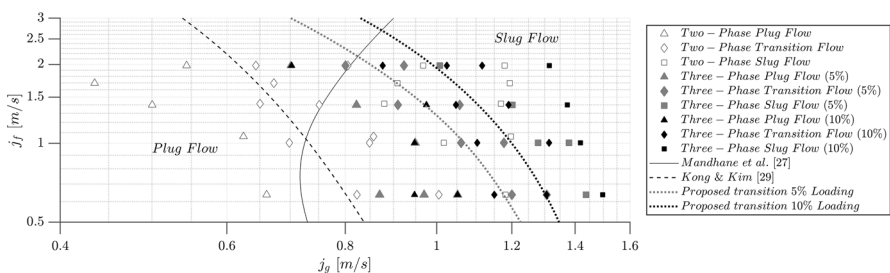 3
2.5
2
1.5
1
0.5
j_f [m/s]
Slug Flow
Plug Flow
0.4
0.6
0.8
1
1.2
1.4
1.6
j_g [m/s]
Two − Phase Plug Flow
Two − Phase Transition Flow
Two − Phase Slug Flow
Three − Phase Plug Flow (5%)
Three − Phase Transition Flow (5%)
Three − Phase Slug Flow (5%)
Three − Phase Plug Flow (10%)
Three − Phase Transition Flow (10%)
Three − Phase Slug Flow (10%)
Mandhane et al. [27]
Kong & Kim [29]
Proposed transition 5% Loading
Proposed transition 10% Loading